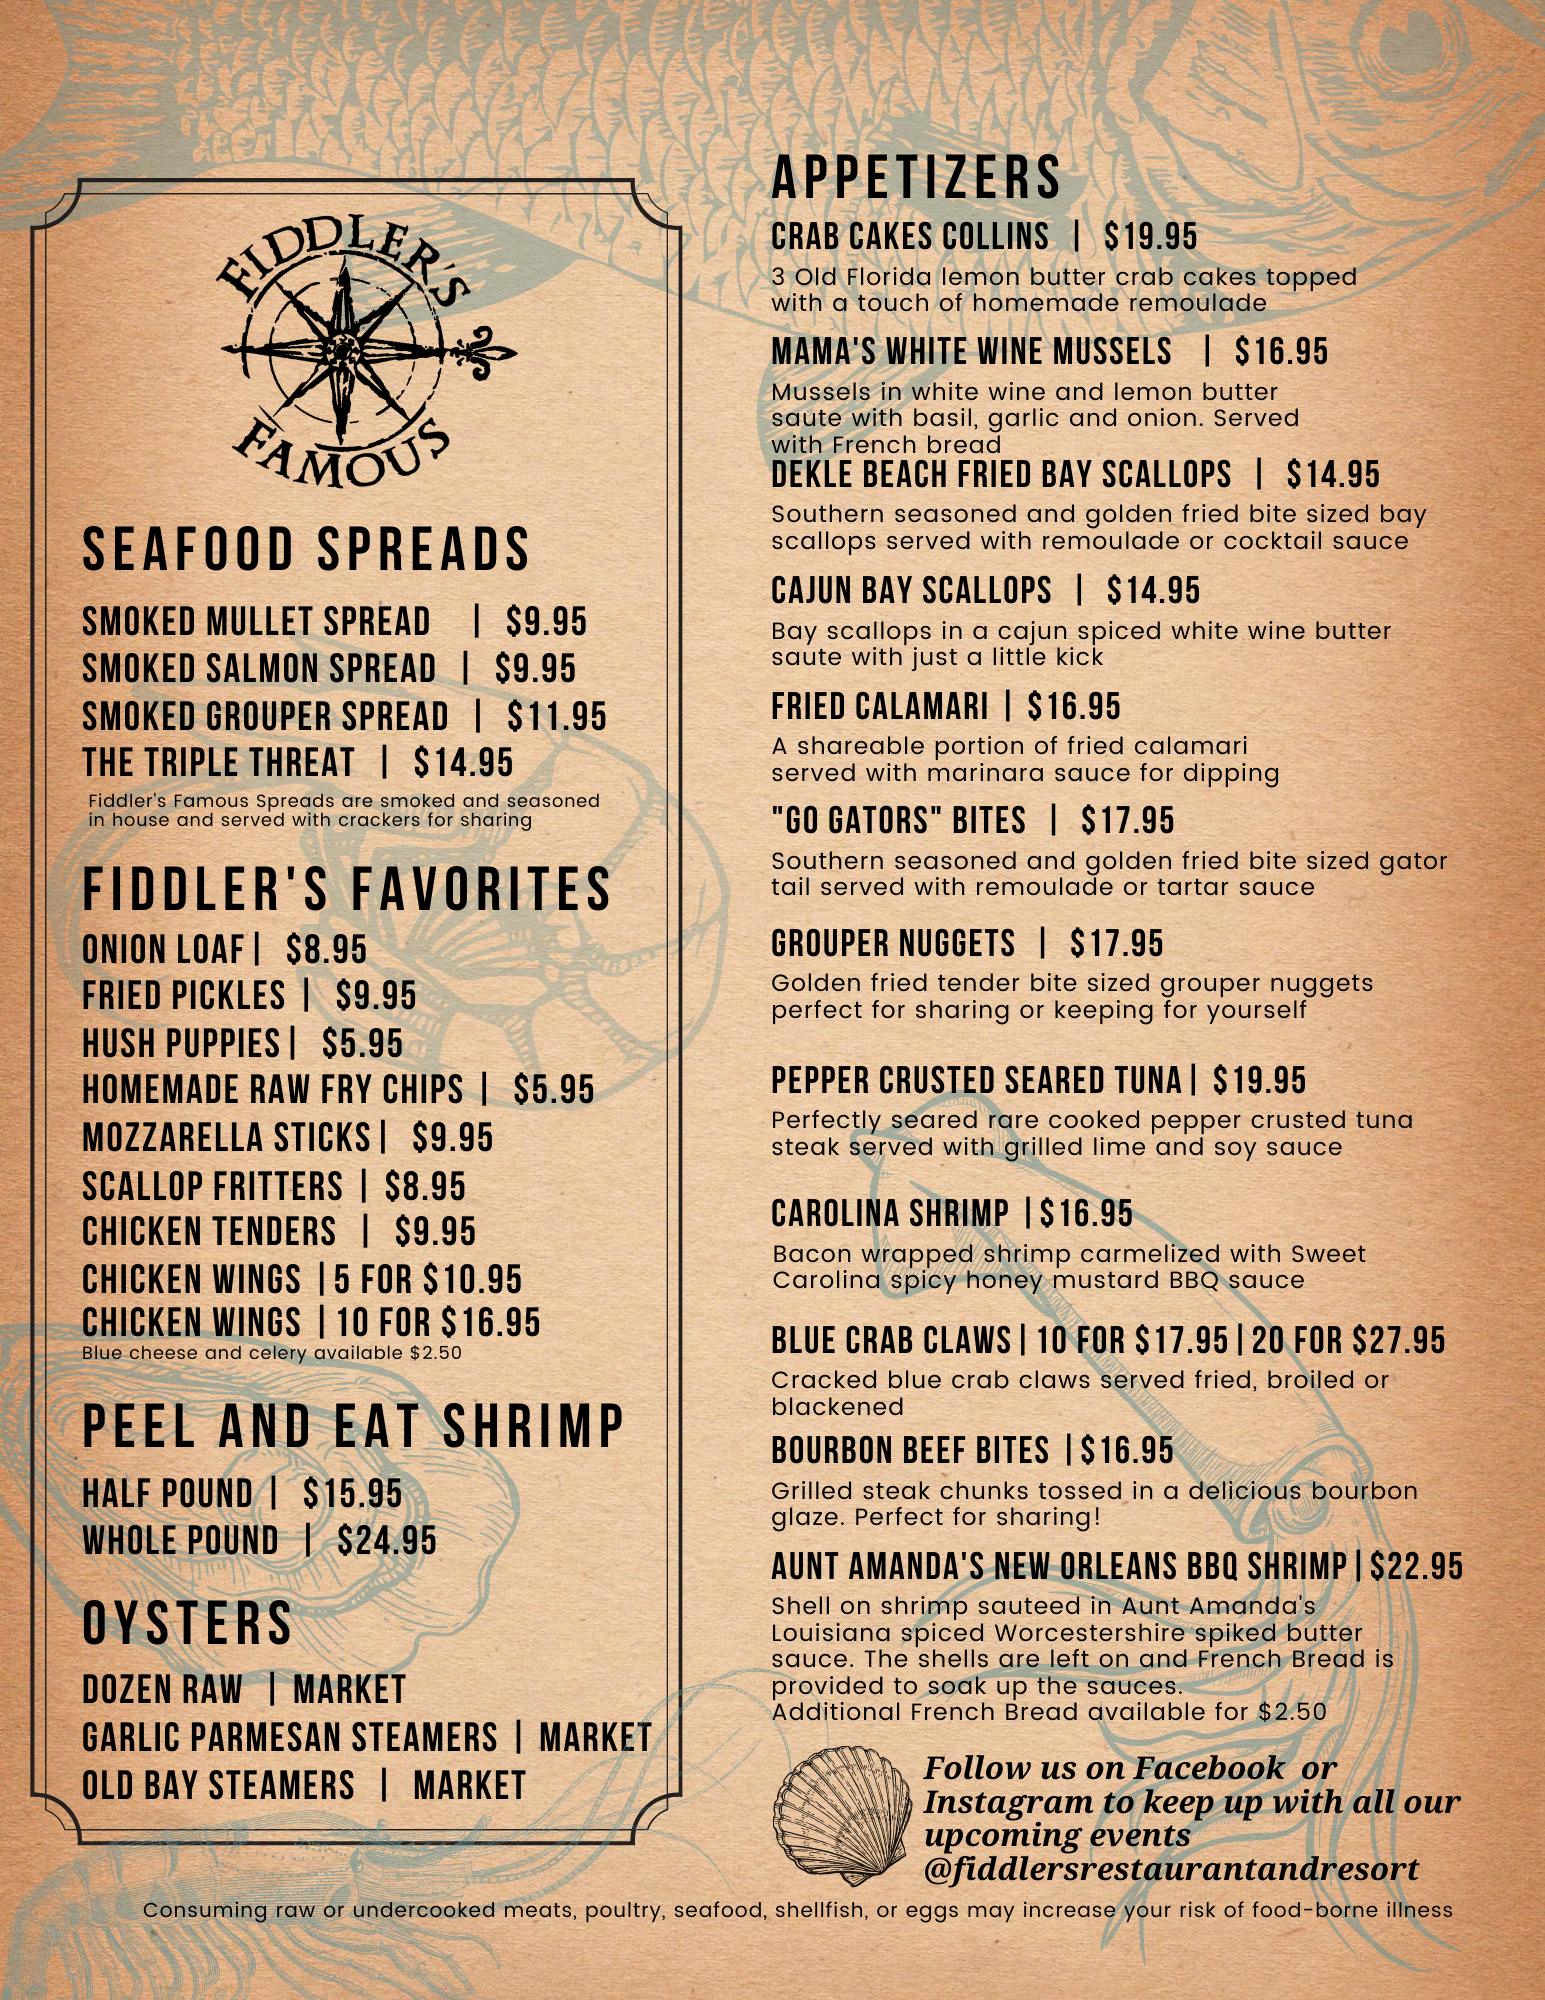 FIDDLER'S
FAMOUS
SEAFOOD SPREADS
SMOKED MULLET SPREAD | $9.95
SMOKED SALMON SPREAD | $9.95
SMOKED GROUPER SPREAD | $11.95
THE TRIPLE THREAT | $14.95
Fiddler's Famous Spreads are smoked and seasoned
in house and served with crackers for sharing
FIDDLER'S FAVORITES
ONION LOAF | $8.95
FRIED PICKLES | $9.95
HUSH PUPPIES | $5.95
HOMEMADE RAW FRY CHIPS | $5.95
MOZZARELLA STICKS | $9.95
SCALLOP FRITTERS | $8.95
CHICKEN TENDERS | $9.95
CHICKEN WINGS | 5 FOR $10.95
CHICKEN WINGS | 10 FOR $16.95
Blue cheese and celery available $2.50
PEEL AND EAT SHRIMP
HALF POUND | $15.95
WHOLE POUND | $24.95
OYSTERS
DOZEN RAW | MARKET
GARLIC PARMESAN STEAMERS | MARKET
OLD BAY STEAMERS | MARKET
APPETIZERS
CRAB CAKES COLLINS | $19.95
3 Old Florida lemon butter crab cakes topped
with a touch of homemade remoulade
MAMA'S WHITE WINE MUSSELS | $16.95
Mussels in white wine and lemon butter
saute with basil, garlic and onion. Served
with French bread
DEKLE BEACH FRIED BAY SCALLOPS | $14.95
Southern seasoned and golden fried bite sized bay
scallops served with remoulade or cocktail sauce
CAJUN BAY SCALLOPS | $14.95
Bay scallops in a cajun spiced white wine butter
saute with just a little kick
FRIED CALAMARI | $16.95
A shareable portion of fried calamari
served with marinara sauce for dipping
"GO GATORS" BITES | $17.95
Southern seasoned and golden fried bite sized gator
tail served with remoulade or tartar sauce
GROUPER NUGGETS | $17.95
Golden fried tender bite sized grouper nuggets
perfect for sharing or keeping for yourself
PEPPER CRUSTED SEARED TUNA | $19.95
Perfectly seared rare cooked pepper crusted tuna
steak served with grilled lime and soy sauce
CAROLINA SHRIMP | $16.95
Bacon wrapped shrimp carmelized with Sweet
Carolina spicy honey mustard BBQ sauce
BLUE CRAB CLAWS | 10 FOR $17.95 | 20 FOR $27.95
Cracked blue crab claws served fried, broiled or
blackened
BOURBON BEEF BITES | $16.95
Grilled steak chunks tossed in a delicious bourbon
glaze. Perfect for sharing!
AUNT AMANDA'S NEW ORLEANS BBQ SHRIMP | $22.95
Shell on shrimp sauteed in Aunt Amanda's
Louisiana spiced Worcestershire spiked butter
sauce. The shells are left on and French Bread is
provided to soak up the sauces.
Additional French Bread available for $2.50
Follow us on Facebook or
Instagram to keep up with all our
upcoming events
@fiddlersrestaurantandresort
Consuming raw or undercooked meats, poultry, seafood, shellfish, or eggs may increase your risk of food-borne illness